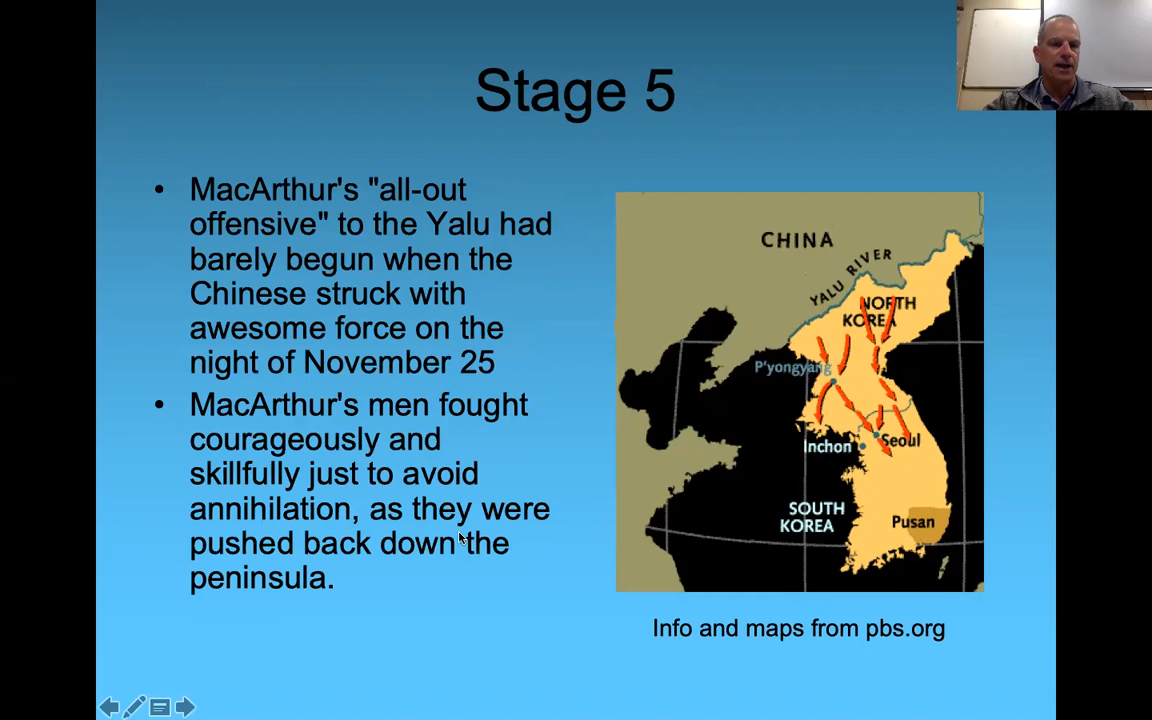 Stage 5
• MacArthur's "all-out
offensive" to the Yalu had
barely begun when the
Chinese struck with
awesome force on the
night of November 25
• MacArthur's men fought
courageously and
skillfully just to avoid
annihilation, as they were
pushed back down the
peninsula.
CHINA
YALU RIVER
NORTH
KOREA
P'yongyang
Seoul
Inchon
SOUTH
KOREA
Pusan
Info and maps from pbs.org